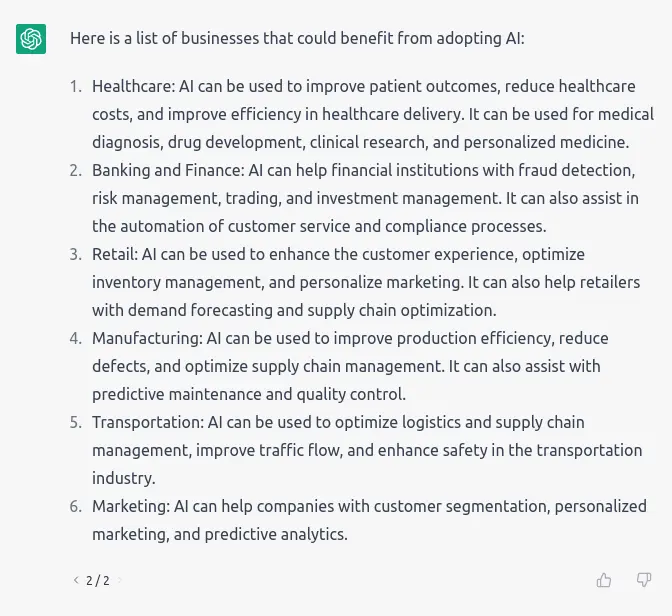 Here is a list of businesses that could benefit from adopting AI:
1. Healthcare: AI can be used to improve patient outcomes, reduce healthcare
costs, and improve efficiency in healthcare delivery. It can be used for medical
diagnosis, drug development, clinical research, and personalized medicine.
2. Banking and Finance: AI can help financial institutions with fraud detection,
risk management, trading, and investment management. It can also assist in
the automation of customer service and compliance processes.
3. Retail: AI can be used to enhance the customer experience, optimize
inventory management, and personalize marketing. It can also help retailers
with demand forecasting and supply chain optimization.
4. Manufacturing: AI can be used to improve production efficiency, reduce
defects, and optimize supply chain management. It can also assist with
predictive maintenance and quality control.
5. Transportation: AI can be used to optimize logistics and supply chain
management, improve traffic flow, and enhance safety in the transportation
industry.
6. Marketing: AI can help companies with customer segmentation, personalized
marketing, and predictive analytics.
< 2 / 2 >